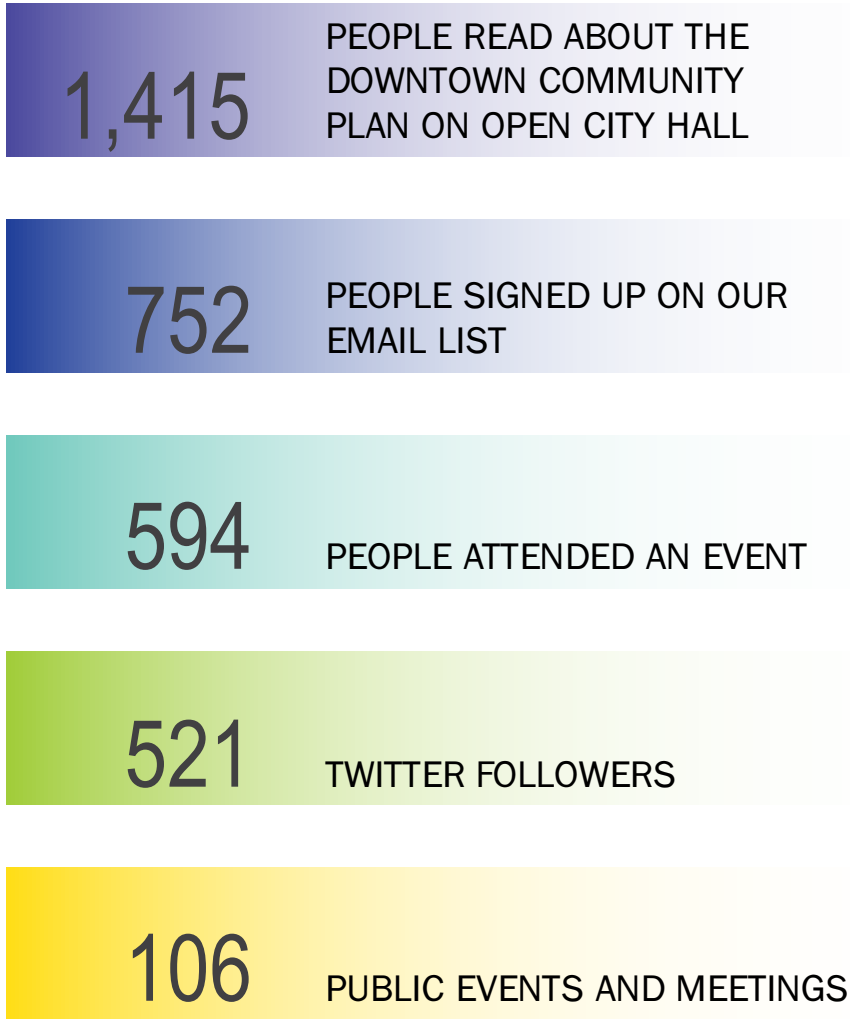 1,415
PEOPLE READ ABOUT THE
DOWNTOWN COMMUNITY
PLAN ON OPEN CITY HALL
752
PEOPLE SIGNED UP ON OUR
EMAIL LIST
594
PEOPLE ATTENDED AN EVENT
521
TWITTER FOLLOWERS
106
PUBLIC EVENTS AND MEETINGS